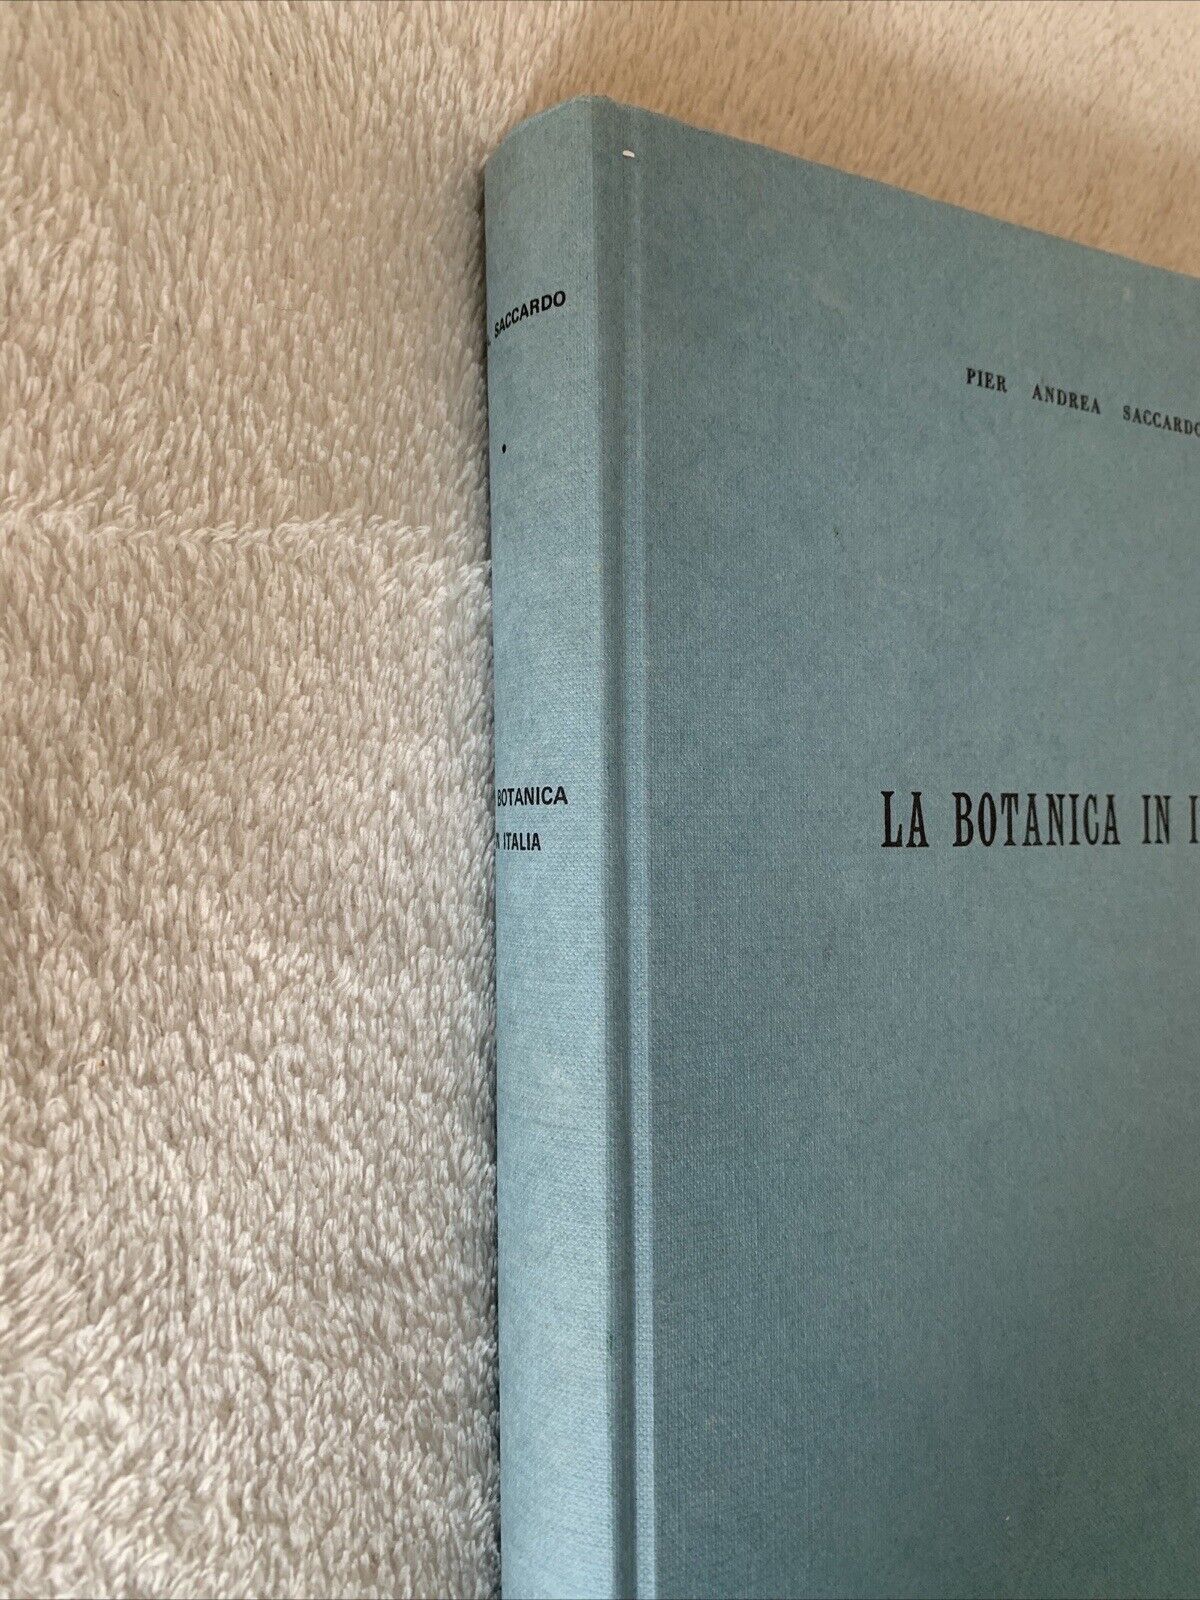 SACCARDO
BOTANICA
ITALIA
PIER ANDREA SACCARDO
LA BOTANICA IN